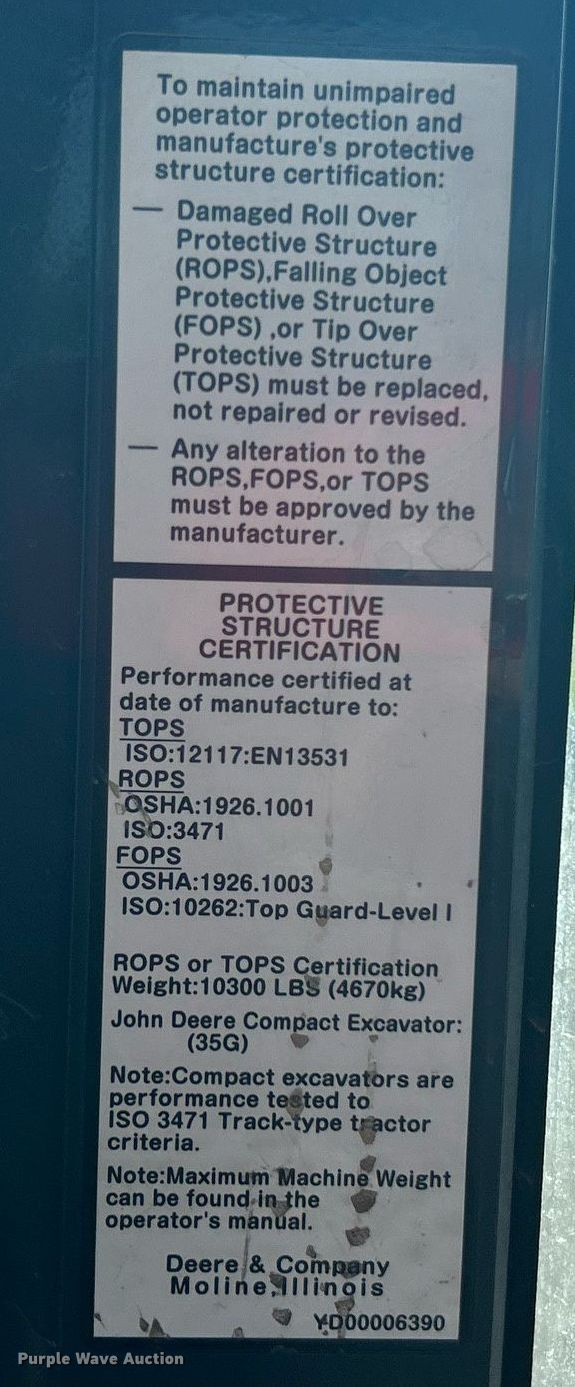 To maintain unimpaired
operator protection and
manufacture's protective
structure certification:
— Damaged Roll Over
Protective Structure
(ROPS),Falling Object
Protective Structure
(FOPS) ,or Tip Over
Protective Structure
(TOPS) must be replaced,
not repaired or revised.
— Any alteration to the
ROPS,FOPS,or TOPS
must be approved by the
manufacturer.
PROTECTIVE
STRUCTURE
CERTIFICATION
Performance certified at
date of manufacture to:
TOPS
ISO:12117:EN13531
ROPS
OSHA:1926.1001
ISO:3471
FOPS
OSHA:1926.1003
ISO:10262:Top Guard-Level I
ROPS or TOPS Certification
Weight:10300 LBS (4670kg)
John Deere Compact Excavator:
(35G)
Note:Compact excavators are
performance tested to
ISO 3471 Track-type tractor
criteria.
Note:Maximum Machine Weight
can be found in the
operator's manual.
Deere & Company
Moline,Illinois
YD00006390
Purple Wave Auction